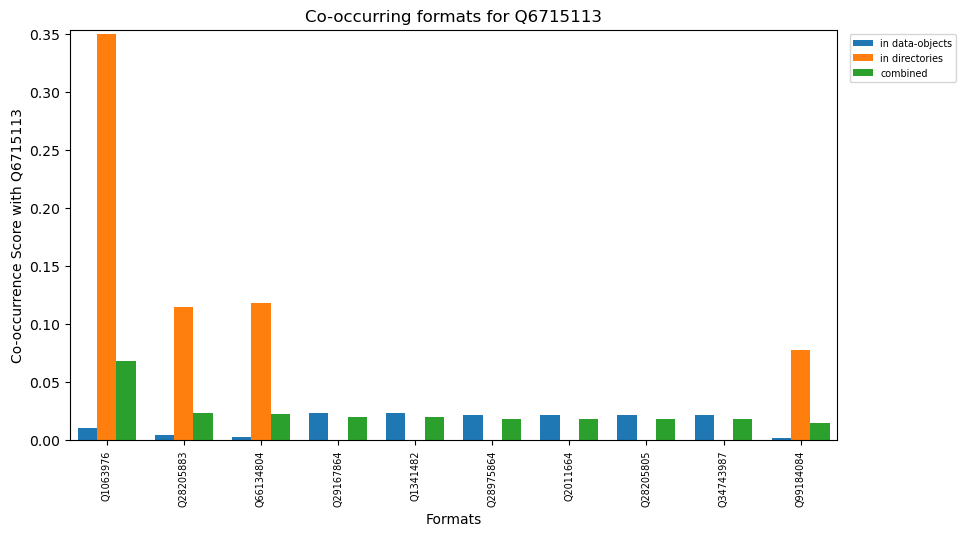 Co-occurring formats for Q6715113
in data-objects
in directories
combined
Co-occurrence Score with Q6715113
0.35
0.30
0.25
0.20
0.15
0.10
0.05
0.00
Q1063976
Q28205883
Q66134804
Q29167864
Q1341482
Q28975864
Q2011664
Q28205805
Q34743987
Q99184084
Formats